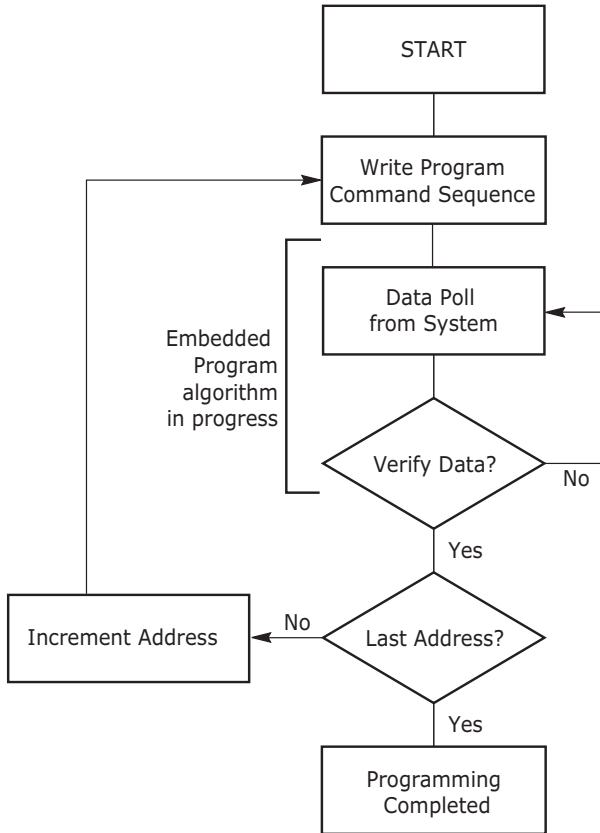 START
Write Program
Command Sequence
Data Poll
from System
Embedded
Program
algorithm
in progress
Verify Data?
No
Yes
Increment Address
No
Last Address?
Yes
Programming
Completed